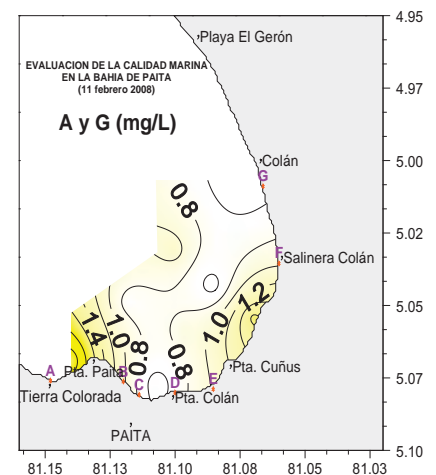 4.95
Playa El Gerón
EVALUACION DE LA CALIDAD MARINA
EN LA BAHIA DE PAITA
(11 febrero 2008)
4.97
A y G (mg/L)
5.00
Colán
G
0.8
5.02
F
Salinera Colán
5.05
1.2
1.0
1.4
1.0
0.8
0.8
A
Pta. Paita
B
C
D
E
Pta. Cuñus
5.07
Tierra Colorada
Pta. Colán
PAITA
5.10
81.15
81.13
81.10
81.08
81.05
81.03